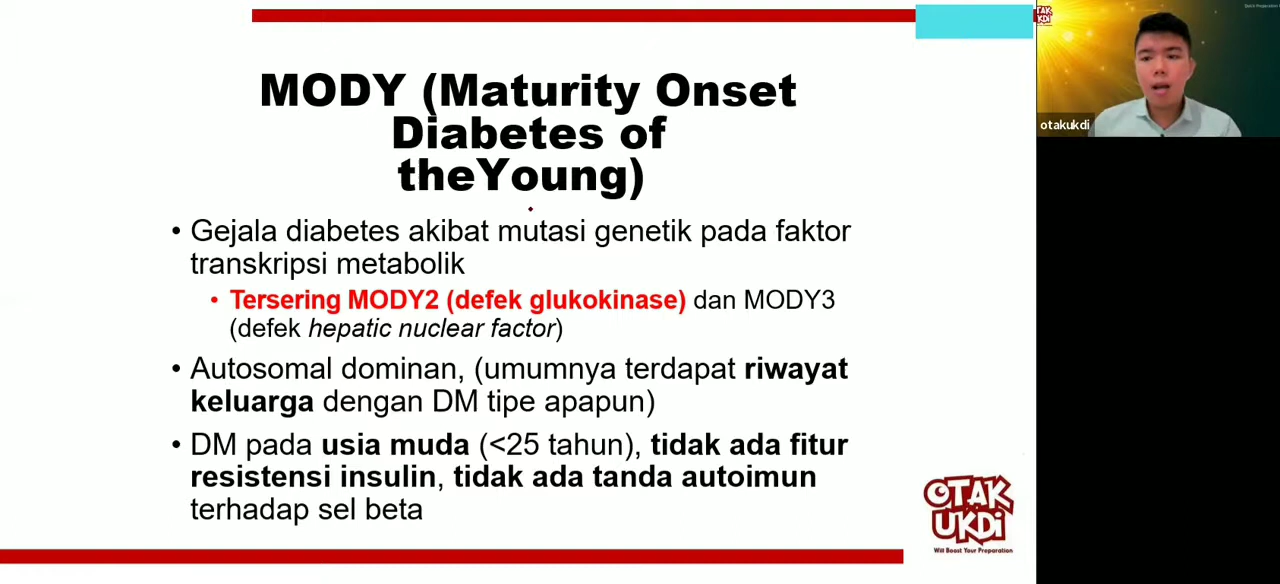 MODY (Maturity Onset
Diabetes of
theYoung)
• Gejala diabetes akibat mutasi genetik pada faktor
transkripsi metabolik
• Tersering MODY2 (defek glukokinase) dan MODY3
(defek hepatic nuclear factor)
• Autosomal dominan, (umumnya terdapat riwayat
keluarga dengan DM tipe apapun)
• DM pada usia muda (<25 tahun), tidak ada fitur
resistensi insulin, tidak ada tanda autoimun
terhadap sel beta
OTAK
UKDi
Will Boost Your Preparation
otakukdi